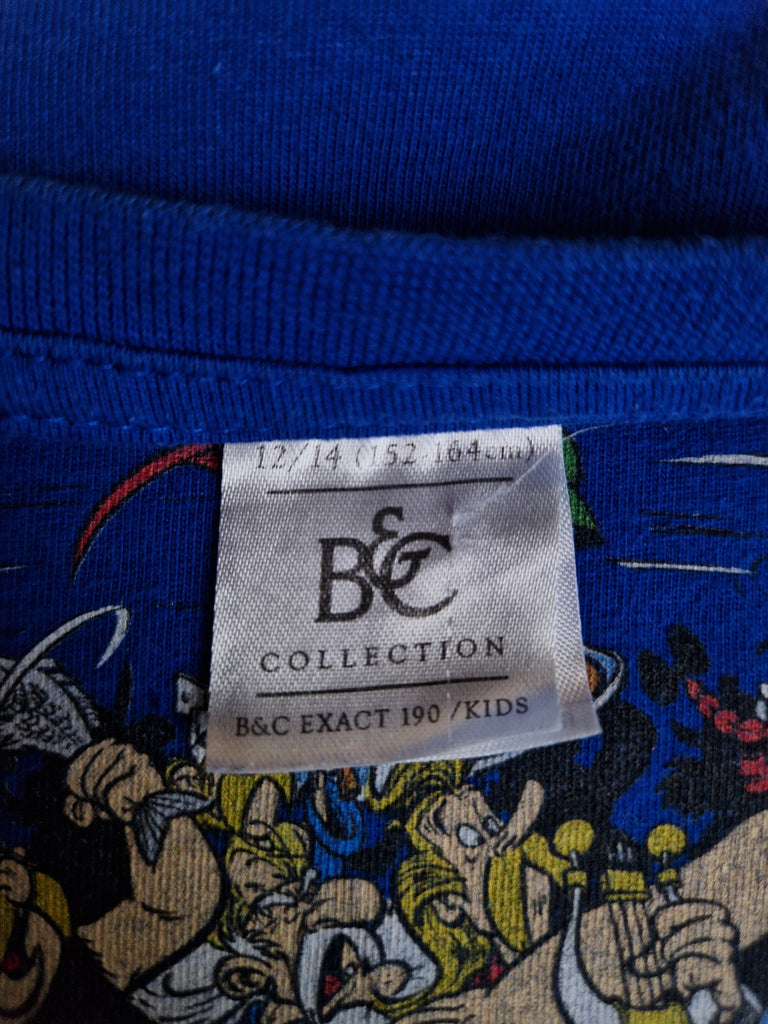 12/14 (152-164cm)
B&C
COLLECTION
B&C EXACT 190 /KIDS